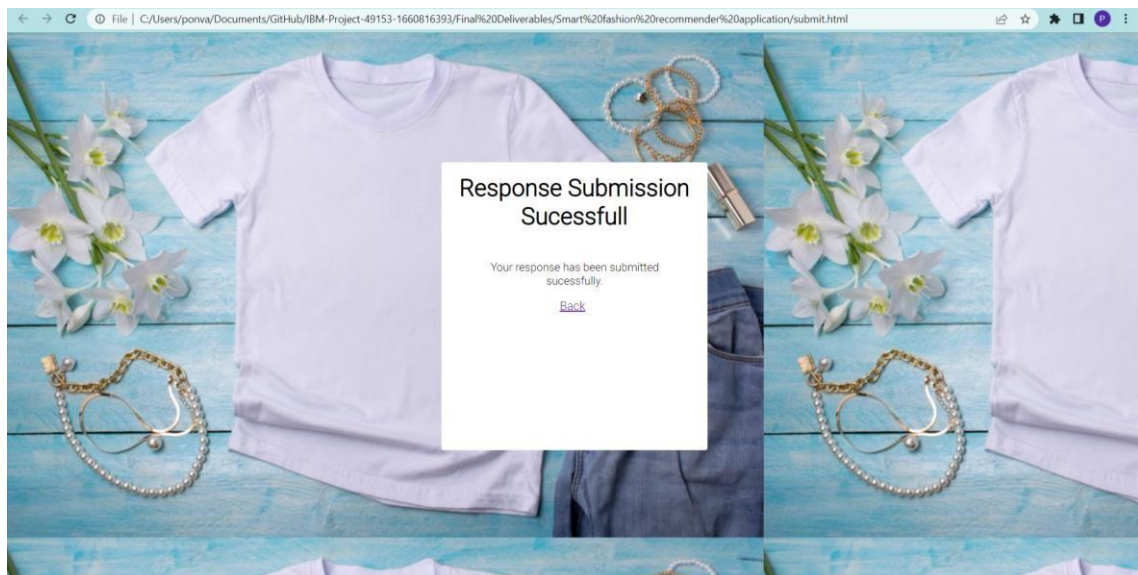 File | C:/Users/ponva/Documents/GitHub/IBM-Project-49153-1660816393/Final%20Deliverables/Smart%20fashion%20recommender%20application/submit.html
P
Response Submission
Sucessfull
Your response has been submitted
sucessfully.
Back